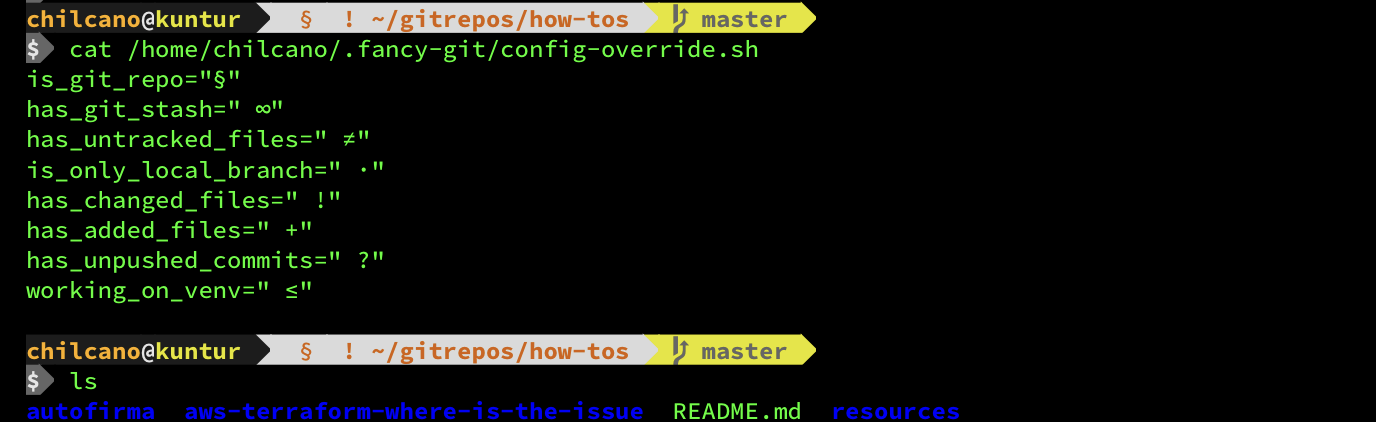 chilcano@kuntur § ! ~/gitrepos/how-tos master
$ cat /home/chilcano/.fancy-git/config-override.sh
is_git_repo="§"
has_git_stash=" ∞"
has_untracked_files=" ≠"
is_only_local_branch=" ·"
has_changed_files=" !"
has_added_files=" +"
has_unpushed_commits=" ?"
working_on_venv=" ≤"
chilcano@kuntur § ! ~/gitrepos/how-tos master
$ ls
autofirma aws-terraform-where-is-the-issue README.md resources